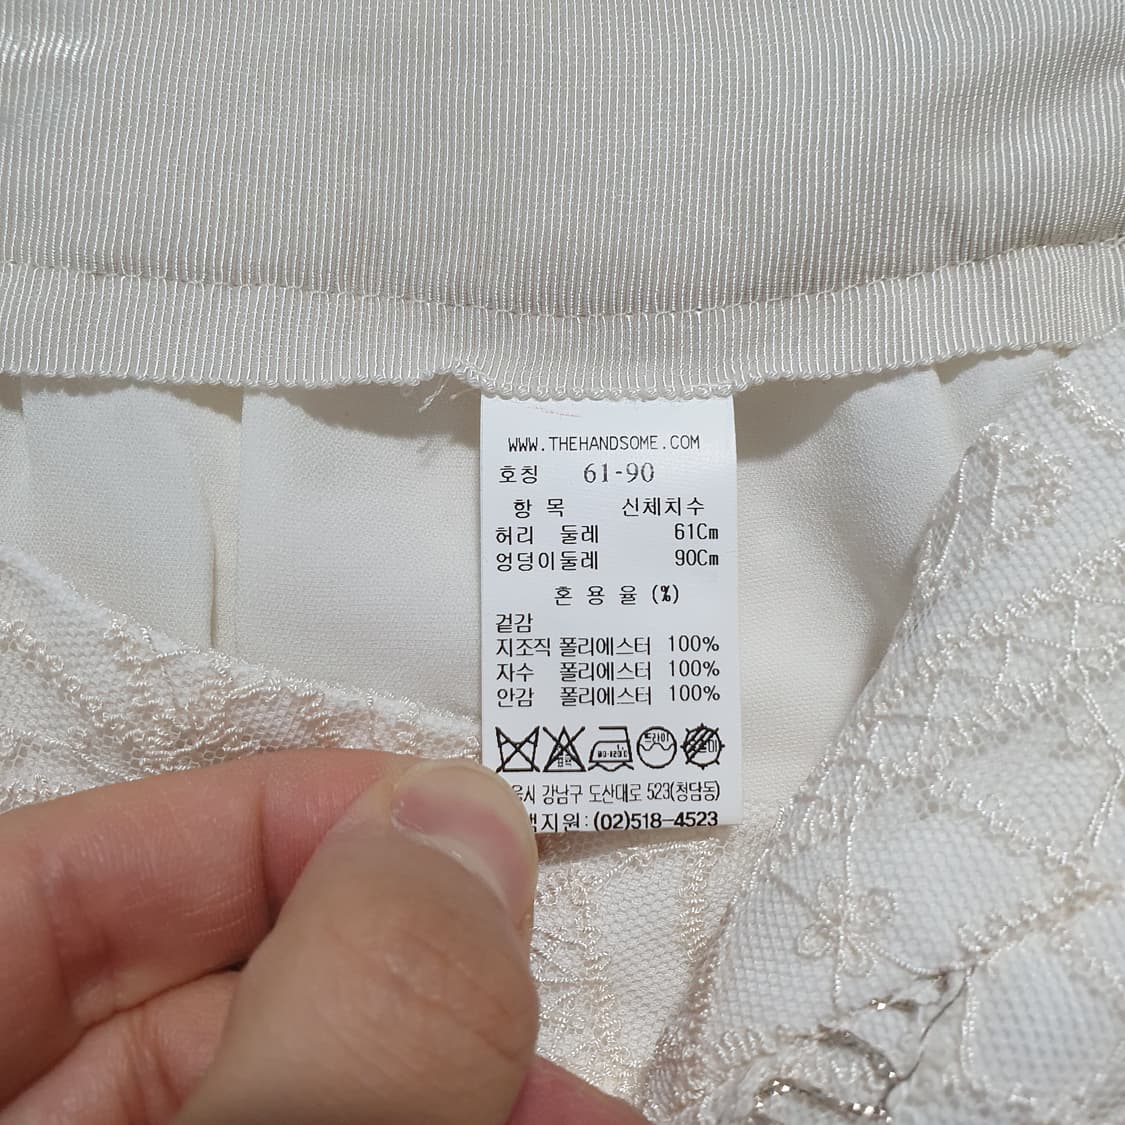 WWW.THEHANDSOME.COM
호칭 61-90
항 목 신체치수
허리 둘레 61Cm
엉덩이둘레 90Cm
혼 용 율 (%)
겉감
지조직 폴리에스터 100%
자수 폴리에스터 100%
안감 폴리에스터 100%
드라이
강남구 도산대로 523(청담동)
(02)518-4523